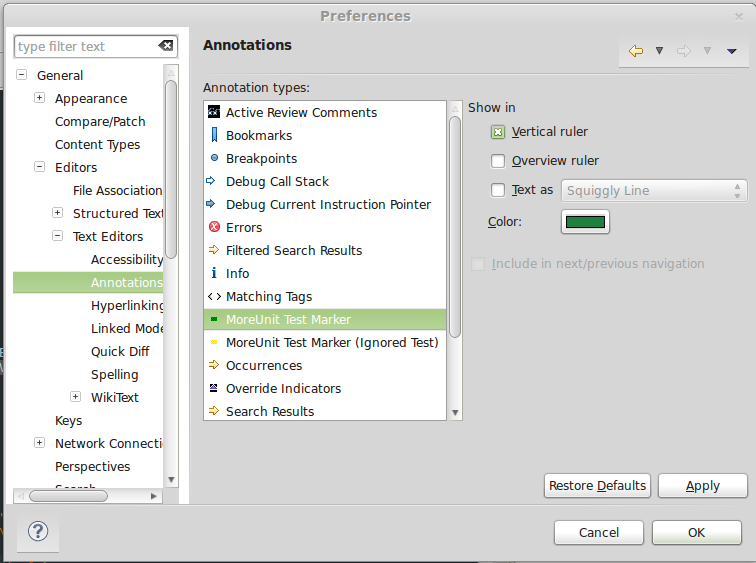 Preferences
type filter text
General
Appearance
Compare/Patch
Content Types
Editors
File Association
Structured Text
Text Editors
Accessibility
Annotations
Hyperlinking
Linked Mode
Quick Diff
Spelling
WikiText
Keys
Network Connecti
Perspectives
Search
Annotations
Annotation types:
Active Review Comments
Bookmarks
Breakpoints
Debug Call Stack
Debug Current Instruction Pointer
Errors
Filtered Search Results
Info
Matching Tags
MoreUnit Test Marker
MoreUnit Test Marker (Ignored Test)
Occurrences
Override Indicators
Search Results
Show in
Vertical ruler
Overview ruler
Text as
Squiggly Line
Color:
Include in next/previous navigation
Restore Defaults
Apply
Cancel
OK